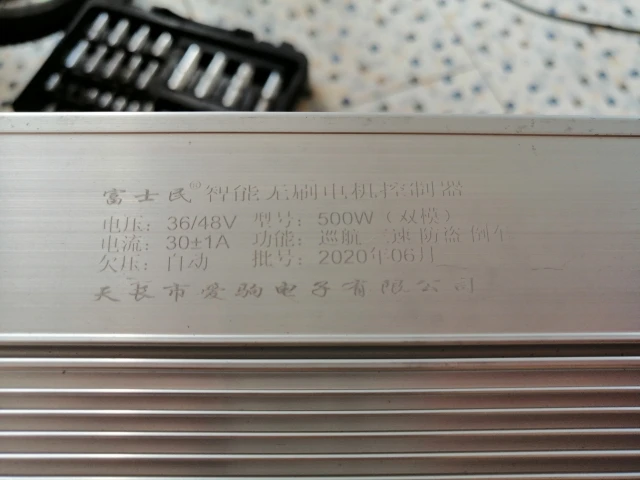 富士民® 智能无刷电机控制器
电压: 36/48V 型号: 500W (双模)
电流: 30±1A 功能: 巡航 三速 防盗 倒车
欠压: 自动 批号: 2020年06月
天长市爱驹电子有限公司